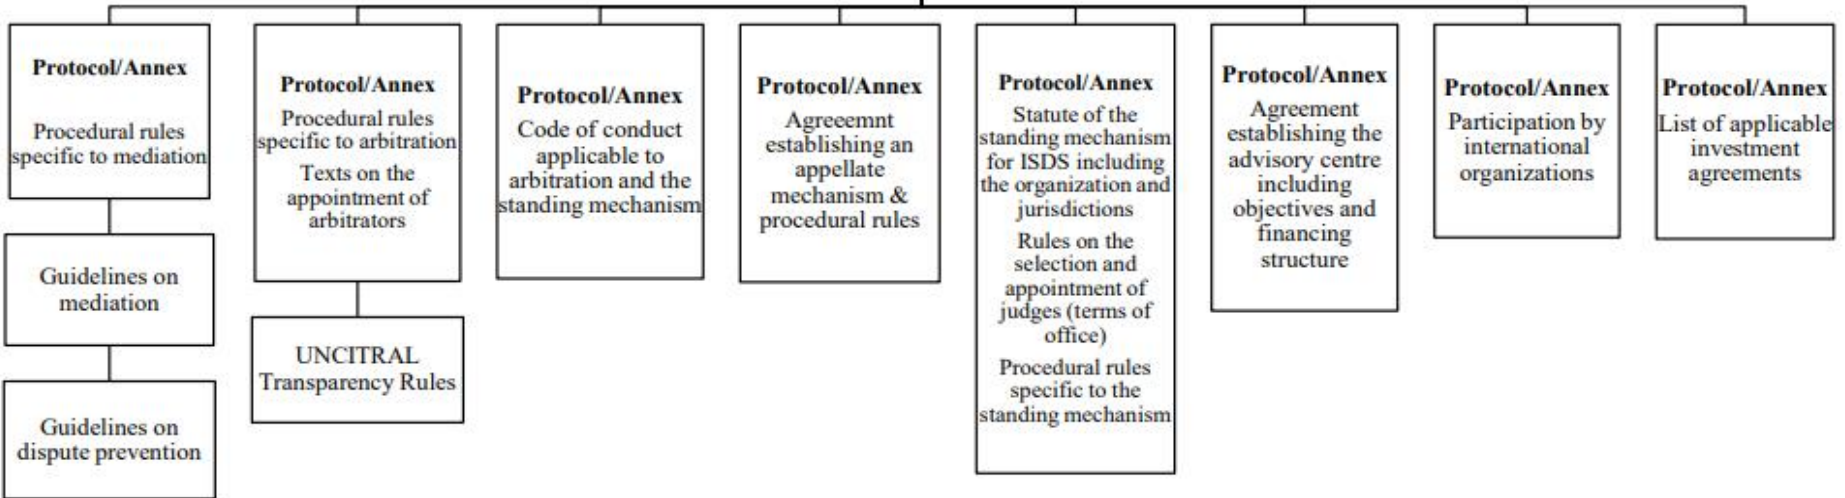 Protocol/Annex
Procedural rules
specific to mediation
Guidelines on
mediation
Guidelines on
dispute prevention
Protocol/Annex
Procedural rules
specific to arbitration
Texts on the
appointment of
arbitrators
UNCITRAL
Transparency Rules
Protocol/Annex
Code of conduct
applicable to
arbitration and the
standing mechanism
Protocol/Annex
Agreeemnt
establishing an
appellate
mechanism &
procedural rules
Protocol/Annex
Statute of the
standing mechanism
for ISDS including
the organization and
jurisdictions
Rules on the
selection and
appointment of
judges (terms of
office)
Procedural rules
specific to the
standing mechanism
Protocol/Annex
Agreement
establishing the
advisory centre
including
objectives and
financing
structure
Protocol/Annex
Participation by
international
organizations
Protocol/Annex
List of applicable
investment
agreements